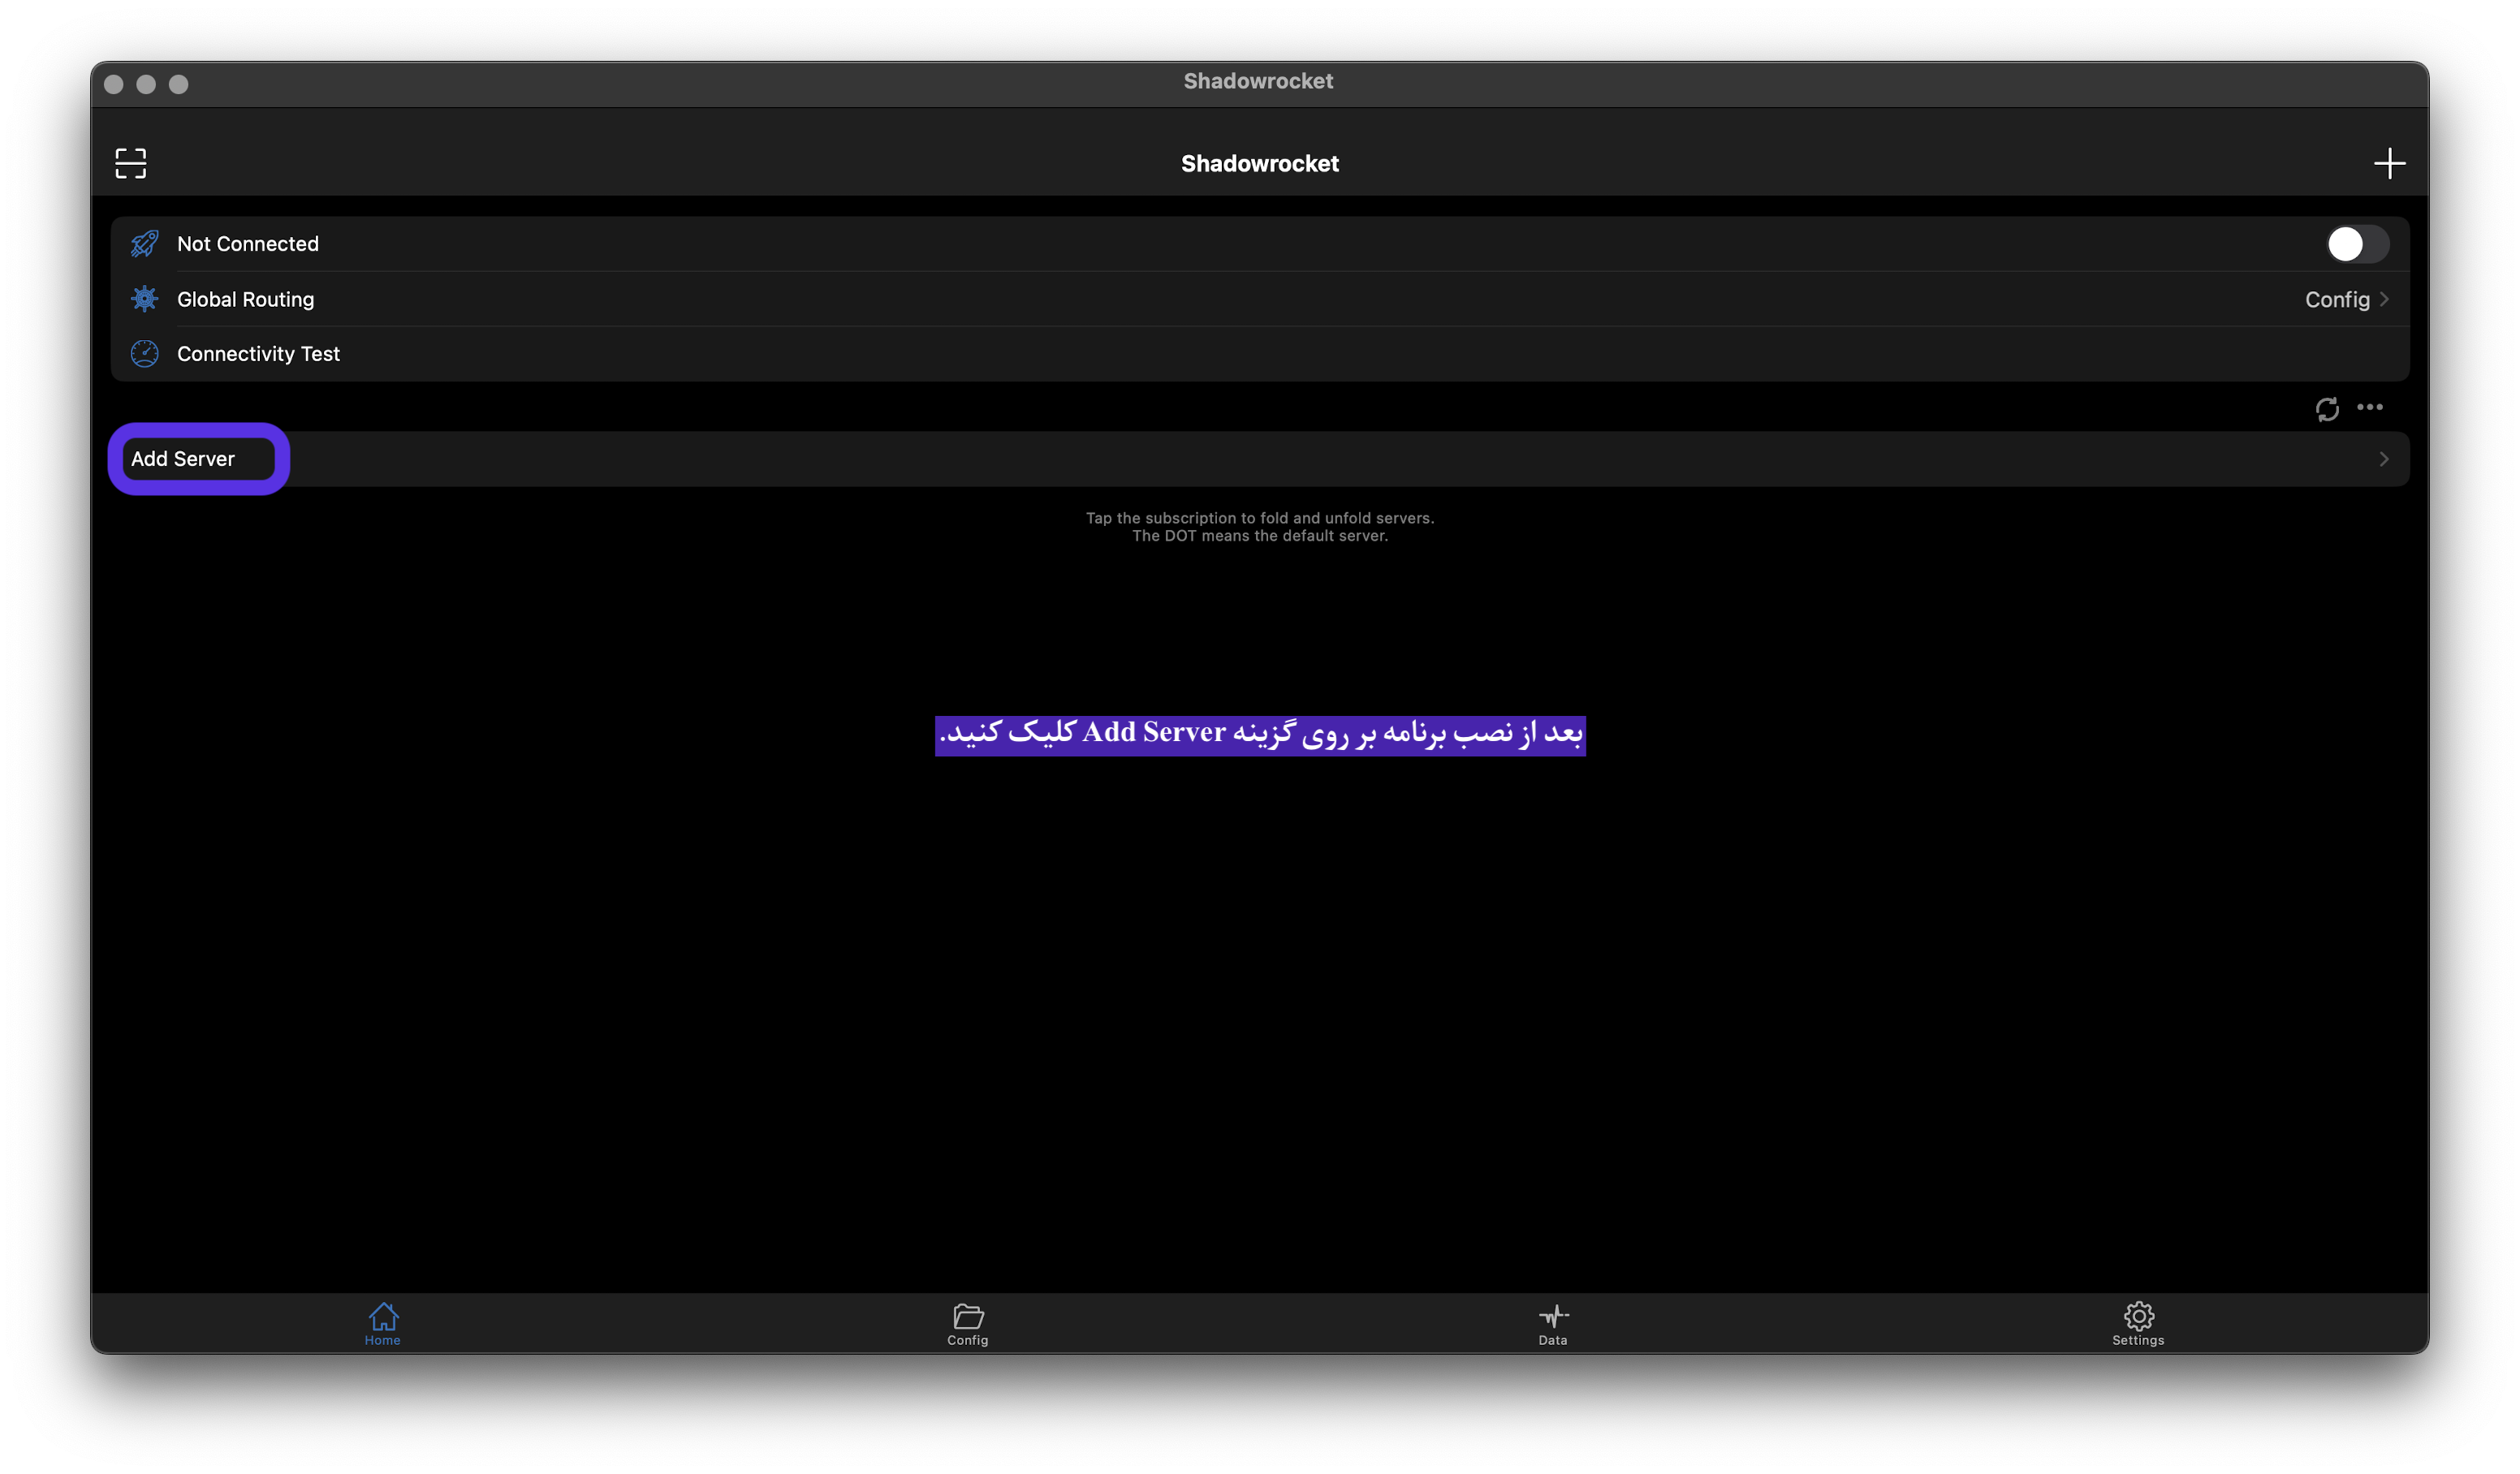 Shadowrocket
Shadowrocket
Not Connected
Global Routing
Config
Connectivity Test
Add Server
Tap the subscription to fold and unfold servers.
The DOT means the default server.
بعد از نصب برنامه بر روی گزینه Add Server کلیک کنید.
Home
Config
Data
Settings